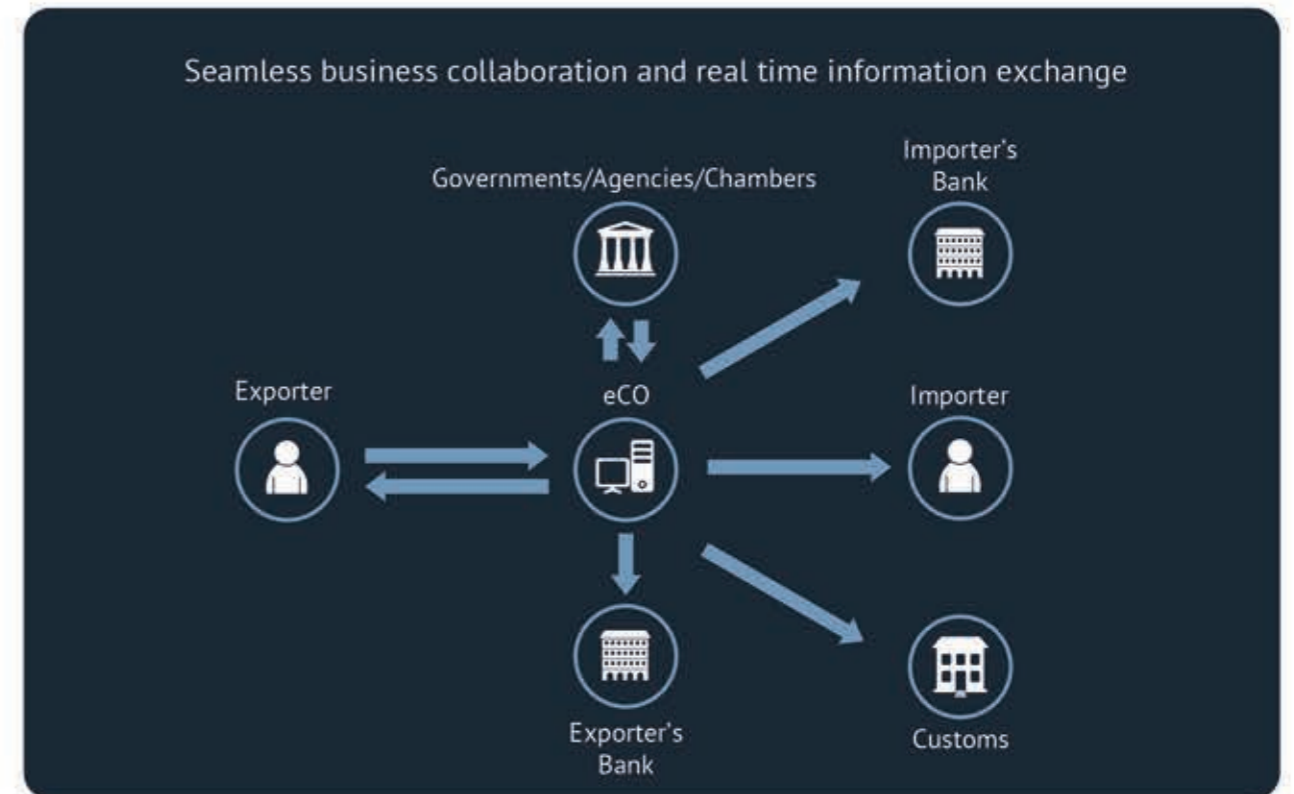 Seamless business collaboration and real time information exchange
Importer's
Bank
Governments/Agencies/Chambers
Exporter
eCO
Importer
Exporter's
Bank
Customs